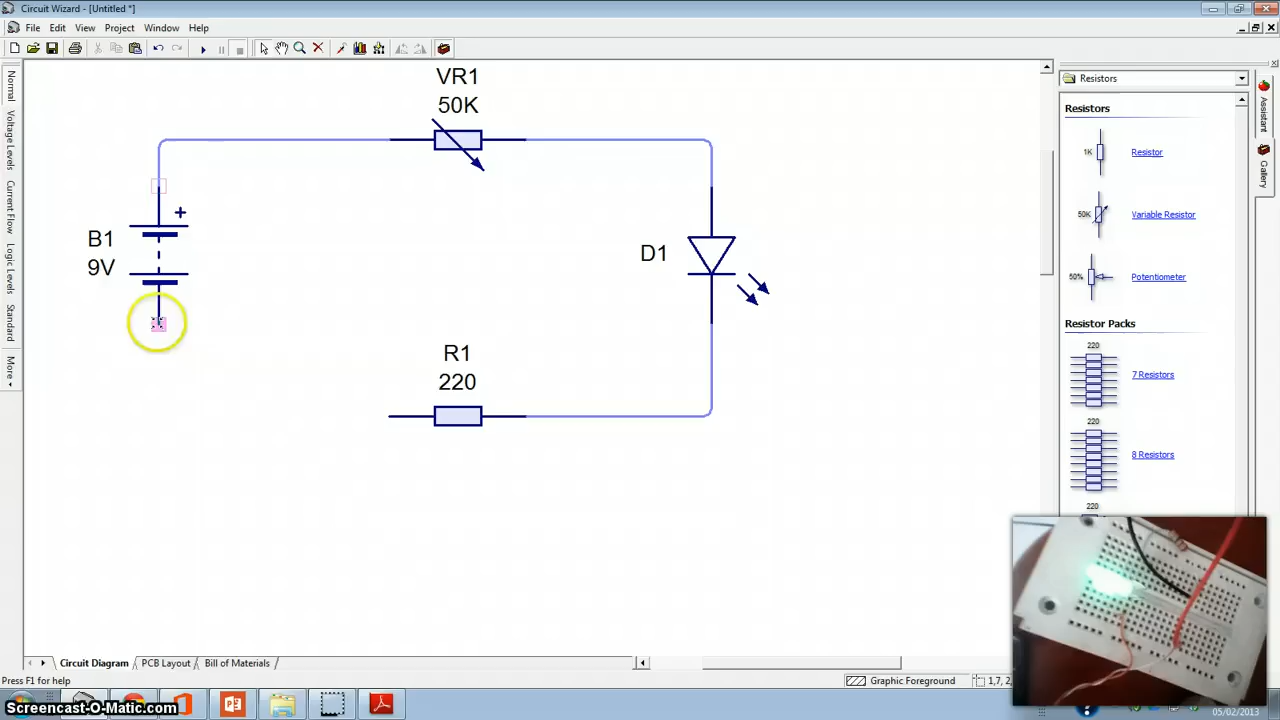 Circuit Wizard - [Untitled *]
File Edit View Project Window Help
Normal
Voltage Levels
Current Flow
Logic Levels
Standard
More
VR1
50K
B1
9V
+
D1
R1
220
Resistors
Resistors
1K
Resistor
50K
Variable Resistor
50%
Potentiometer
Resistor Packs
220
7 Resistors
220
8 Resistors
220
Assistant
Gallery
Circuit Diagram PCB Layout Bill of Materials
Press F1 for help
Graphic Foreground
1,7, 2,
Screencast-O-Matic.com
05/02/2013